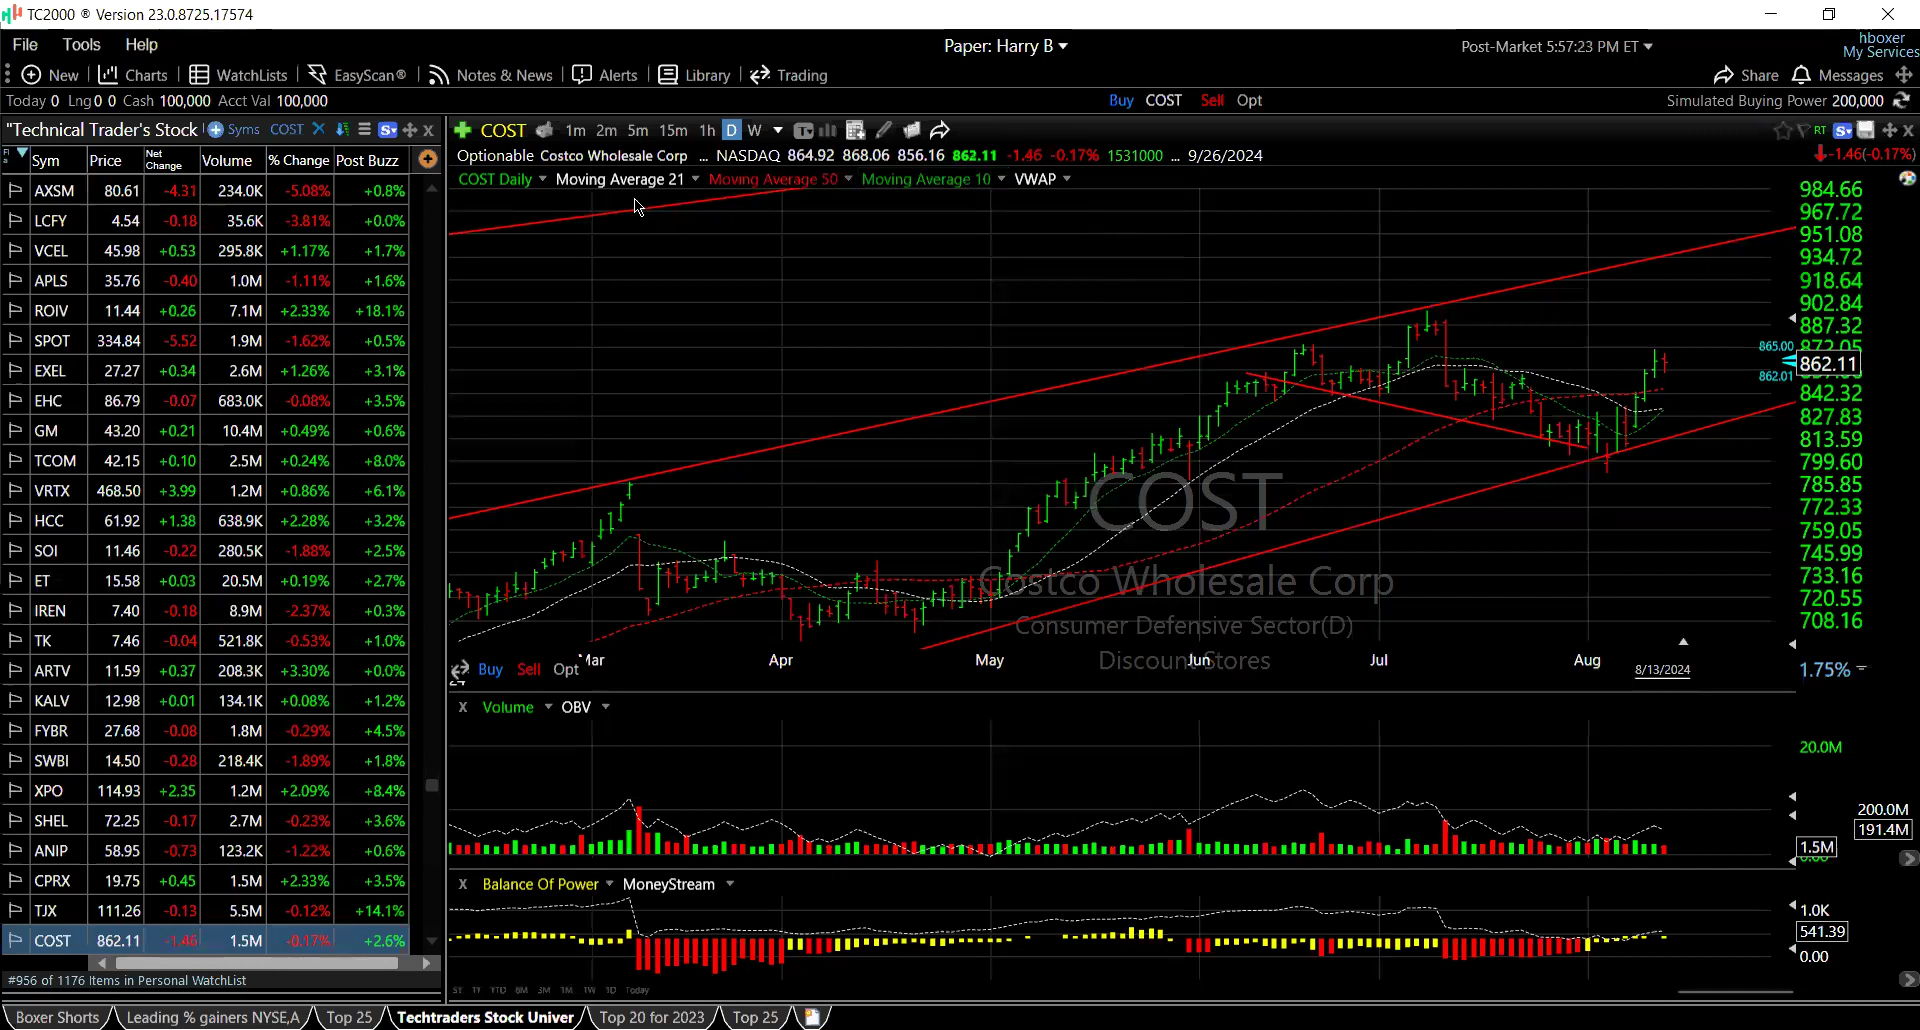 TC2000 ® Version 23.0.8725.17574
File Tools Help
Paper: Harry B
Post-Market 5:57:23 PM ET
hboxer
My Services
New Charts WatchLists EasyScan® Notes & News Alerts Library Trading
Share Messages
Today 0 Lng 0 0 Cash 100,000 Acct Val 100,000
Buy COST Sell Opt
Simulated Buying Power 200,000
"Technical Trader's Stock Syms COST
COST 1m 2m 5m 15m 1h D W
RT
Sym Price Net Change Volume % Change Post Buzz
Optionable Costco Wholesale Corp ... NASDAQ 864.92 868.06 856.16 862.11 -1.46 -0.17% 1531000 ... 9/26/2024
-1.46(-0.17%)
COST Daily Moving Average 21 Moving Average 50 Moving Average 10 VWAP
AXSM 80.61 -4.31 234.0K -5.08% +0.8%
LCFY 4.54 -0.18 35.6K -3.81% +0.0%
VCEL 45.98 +0.53 295.8K +1.17% +1.7%
APLS 35.76 -0.40 1.0M -1.11% +1.6%
ROIV 11.44 +0.26 7.1M +2.33% +18.1%
SPOT 334.84 -5.52 1.9M -1.62% +0.5%
EXEL 27.27 +0.34 2.6M +1.26% +3.1%
EHC 86.79 -0.07 683.0K -0.08% +3.5%
GM 43.20 +0.21 10.4M +0.49% +0.6%
TCOM 42.15 +0.10 2.5M +0.24% +8.0%
VRTX 468.50 +3.99 1.2M +0.86% +6.1%
HCC 61.92 +1.38 638.9K +2.28% +3.2%
SOI 11.46 -0.22 280.5K -1.88% +2.5%
ET 15.58 +0.03 20.5M +0.19% +2.7%
IREN 7.40 -0.18 8.9M -2.37% +0.3%
TK 7.46 -0.04 521.8K -0.53% +1.0%
ARTV 11.59 +0.37 208.3K +3.30% +0.0%
KALV 12.98 +0.01 134.1K +0.08% +1.2%
FYBR 27.68 -0.08 1.8M -0.29% +4.5%
SWBI 14.50 -0.28 218.4K -1.89% +1.8%
XPO 114.93 +2.35 1.2M +2.09% +8.4%
SHEL 72.25 -0.17 2.7M -0.23% +3.6%
ANIP 58.95 -0.73 123.2K -1.22% +0.6%
CPRX 19.75 +0.45 1.5M +2.33% +3.5%
TJX 111.26 -0.13 5.5M -0.12% +14.1%
COST 862.11 -1.46 1.5M -0.17% +2.6%
#956 of 1176 Items in Personal WatchList
984.66
967.72
951.08
934.72
918.64
902.84
887.32
865.00 872.05
862.11
862.01
842.32
827.83
813.59
799.60
785.85
772.33
759.05
745.99
733.16
720.55
708.16
COST
Costco Wholesale Corp
Consumer Defensive Sector(D)
Discount Stores
Mar Apr May Jun Jul Aug
8/13/2024
1.75%
Buy Sell Opt
X Volume OBV
20.0M
200.0M
191.4M
1.5M
X Balance Of Power MoneyStream
1.0K
541.39
0.00
5Y 1Y YTD 6M 3M 1M 1W 1D Today
Boxer Shorts Leading % gainers NYSE,A Top 25 Techtraders Stock Univer Top 20 for 2023 Top 25